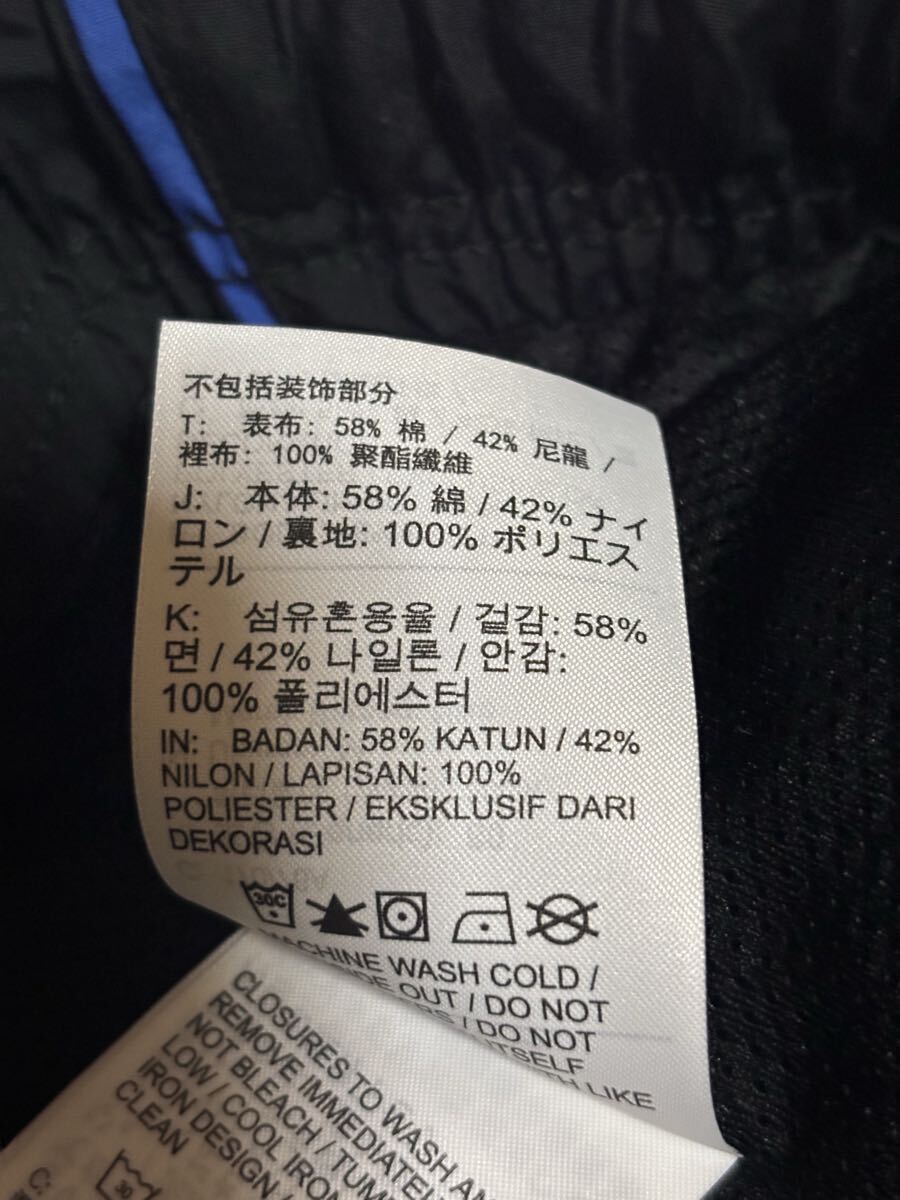 不包括装饰部分
T: 表布: 58% 棉 / 42% 尼龍 /
裡布: 100% 聚酯纖維
J: 本体: 58% 綿 / 42% ナイ
ロン / 裏地: 100% ポリエス
テル
K: 섬유혼용율 / 겉감: 58%
면 / 42% 나일론 / 안감:
100% 폴리에스터
IN: BADAN: 58% KATUN / 42%
NILON / LAPISAN: 100%
POLIESTER / EKSKLUSIF DARI
DEKORASI
30C
MACHINE WASH COLD /
OUT / DO NOT
/ DO NOT
ITSELF
LIKE
CLOSURES TO WASH
REMOVE IMMEDIATEL
NOT BLEACH / TUM
LOW / COOL IRON
IRON DESIGN /
CLEAN
30
C: